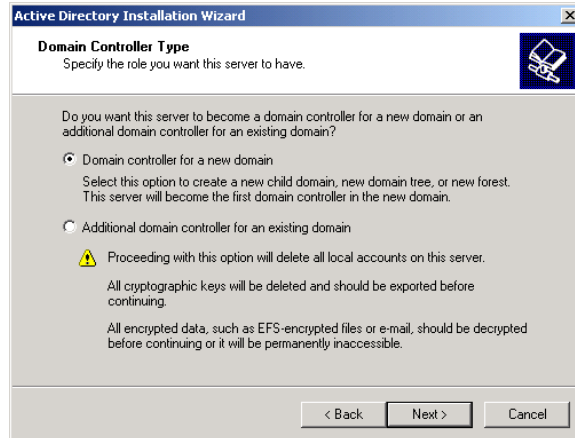 Active Directory Installation Wizard
Domain Controller Type
Specify the role you want this server to have.
Do you want this server to become a domain controller for a new domain or an
additional domain controller for an existing domain?
Domain controller for a new domain
Select this option to create a new child domain, new domain tree, or new forest.
This server will become the first domain controller in the new domain.
Additional domain controller for an existing domain
Proceeding with this option will delete all local accounts on this server.
All cryptographic keys will be deleted and should be exported before
continuing.
All encrypted data, such as EFS-encrypted files or e-mail, should be decrypted
before continuing or it will be permanently inaccessible.
< Back Next > Cancel